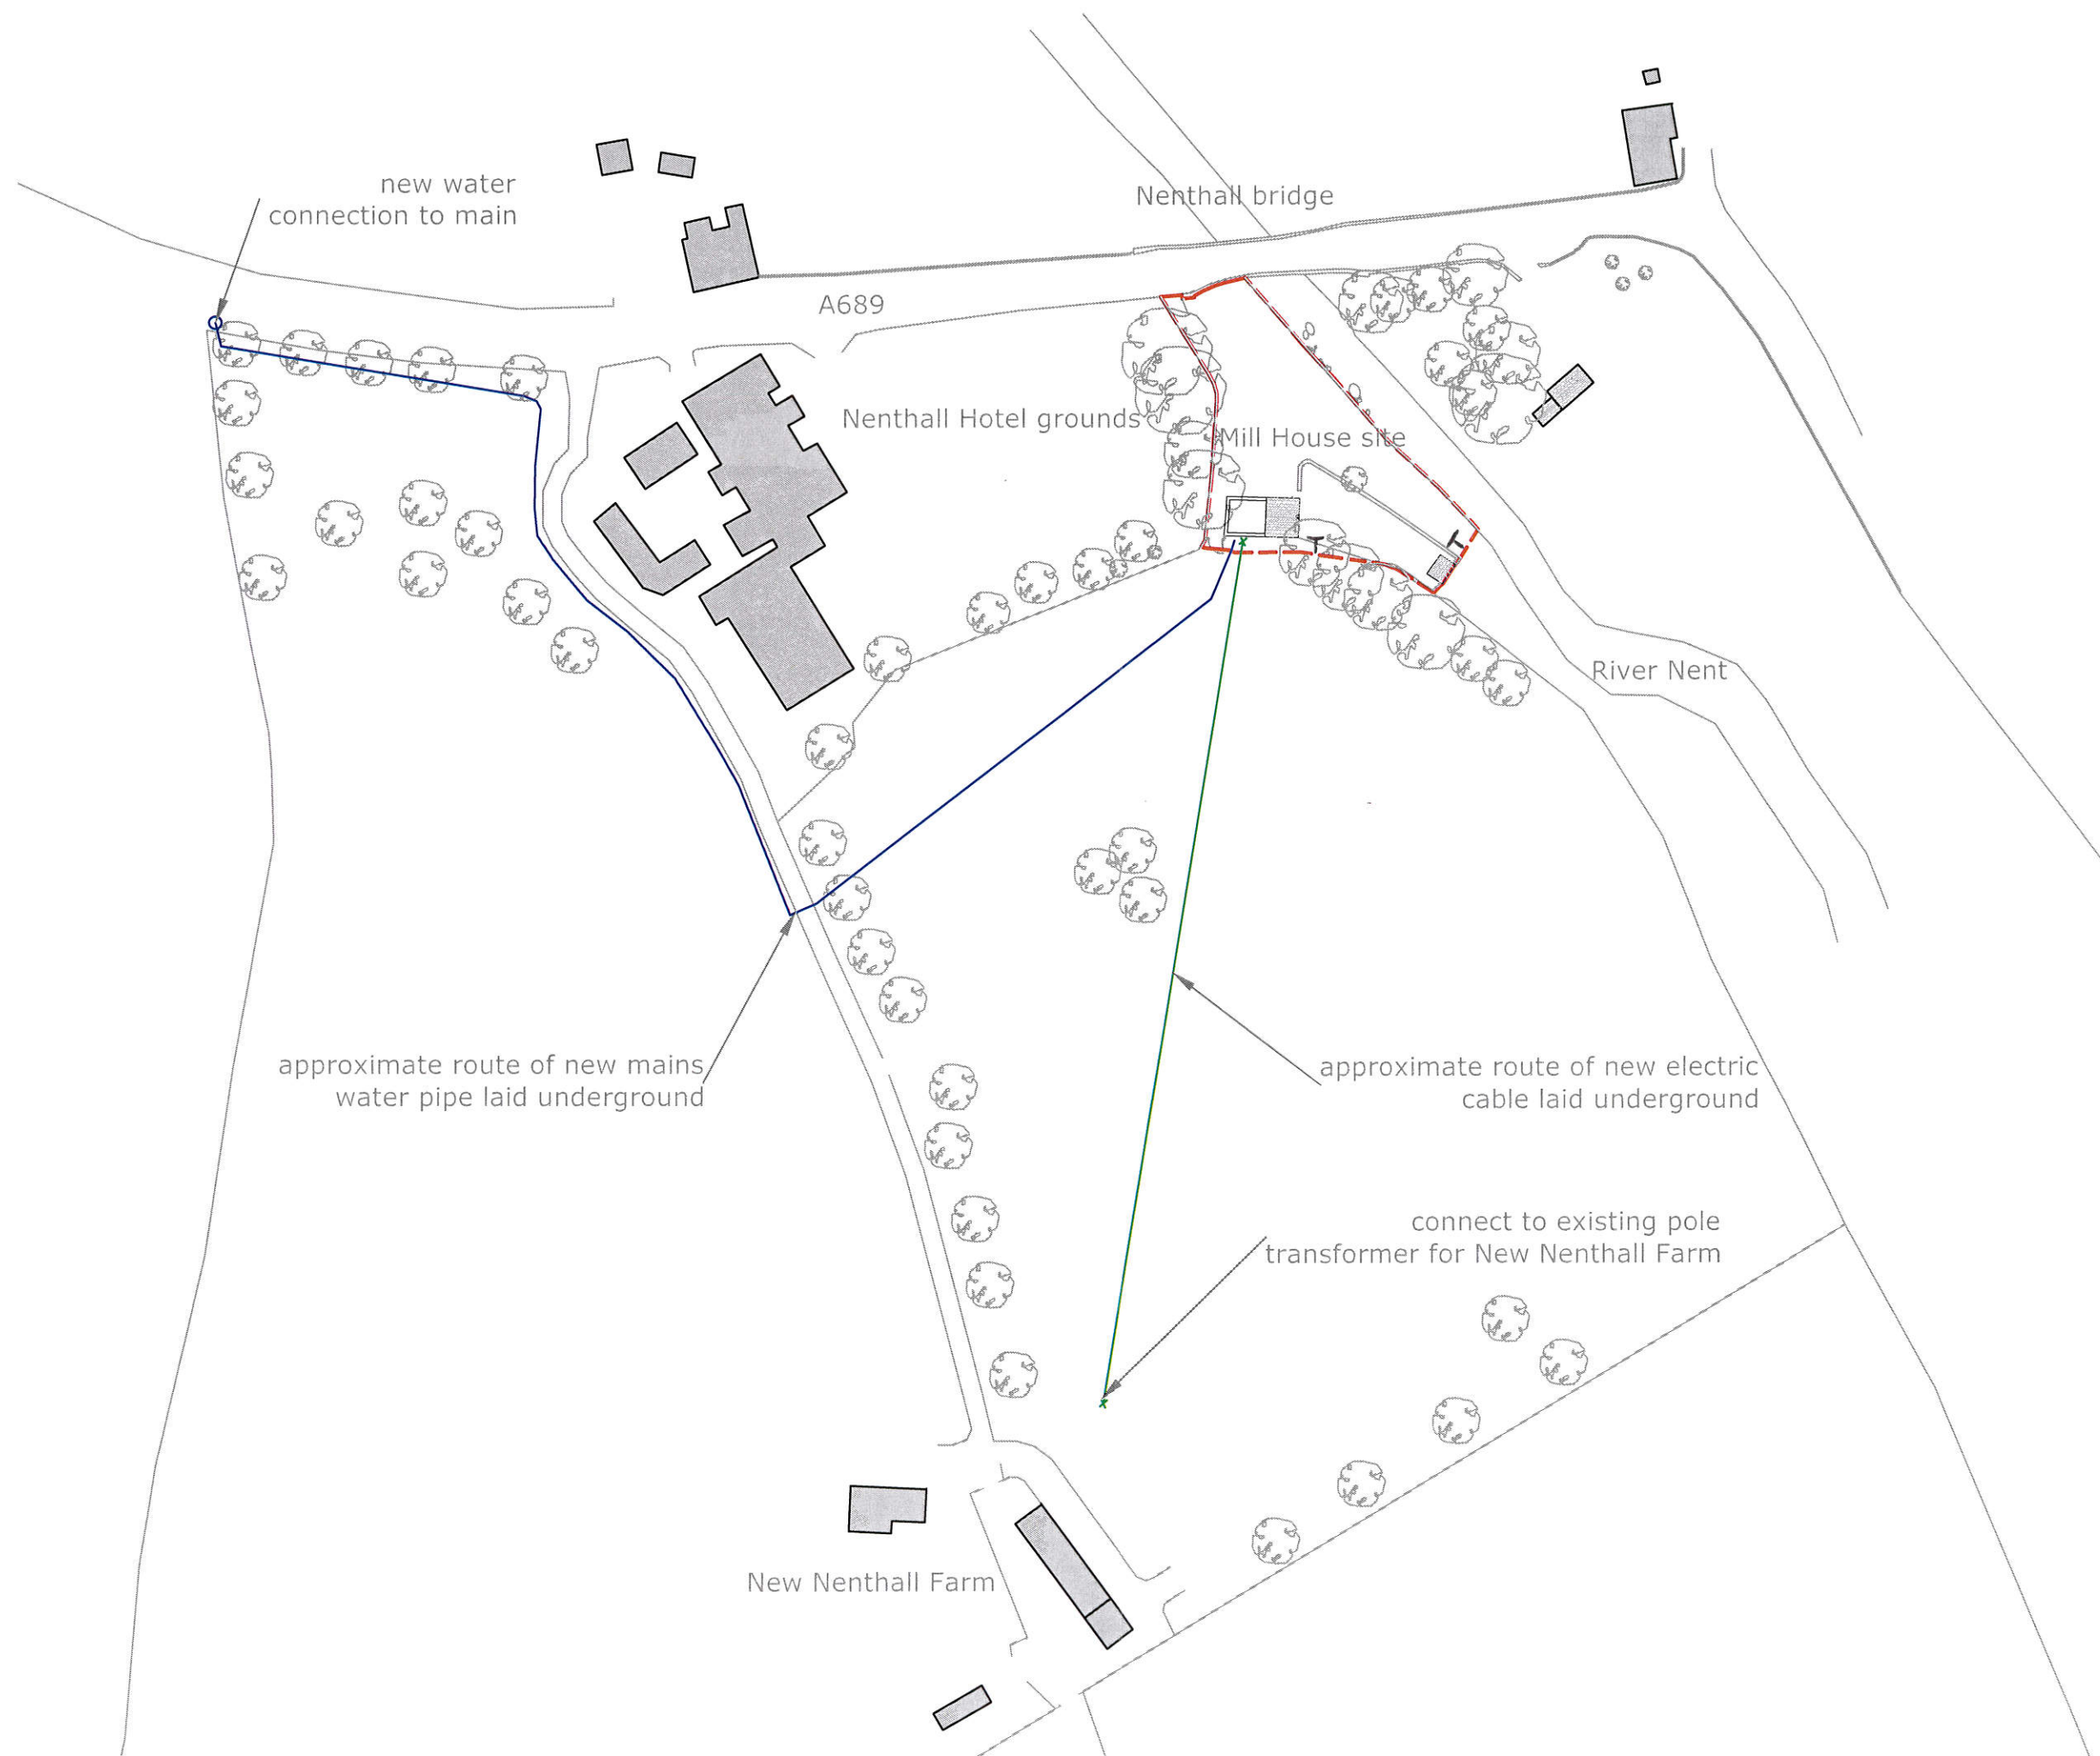 new water
connection to main
Nenthall bridge
A689
Nenthall Hotel grounds
Mill House site
River Nent
approximate route of new mains
water pipe laid underground
approximate route of new electric
cable laid underground
connect to existing pole
transformer for New Nenthall Farm
New Nenthall Farm